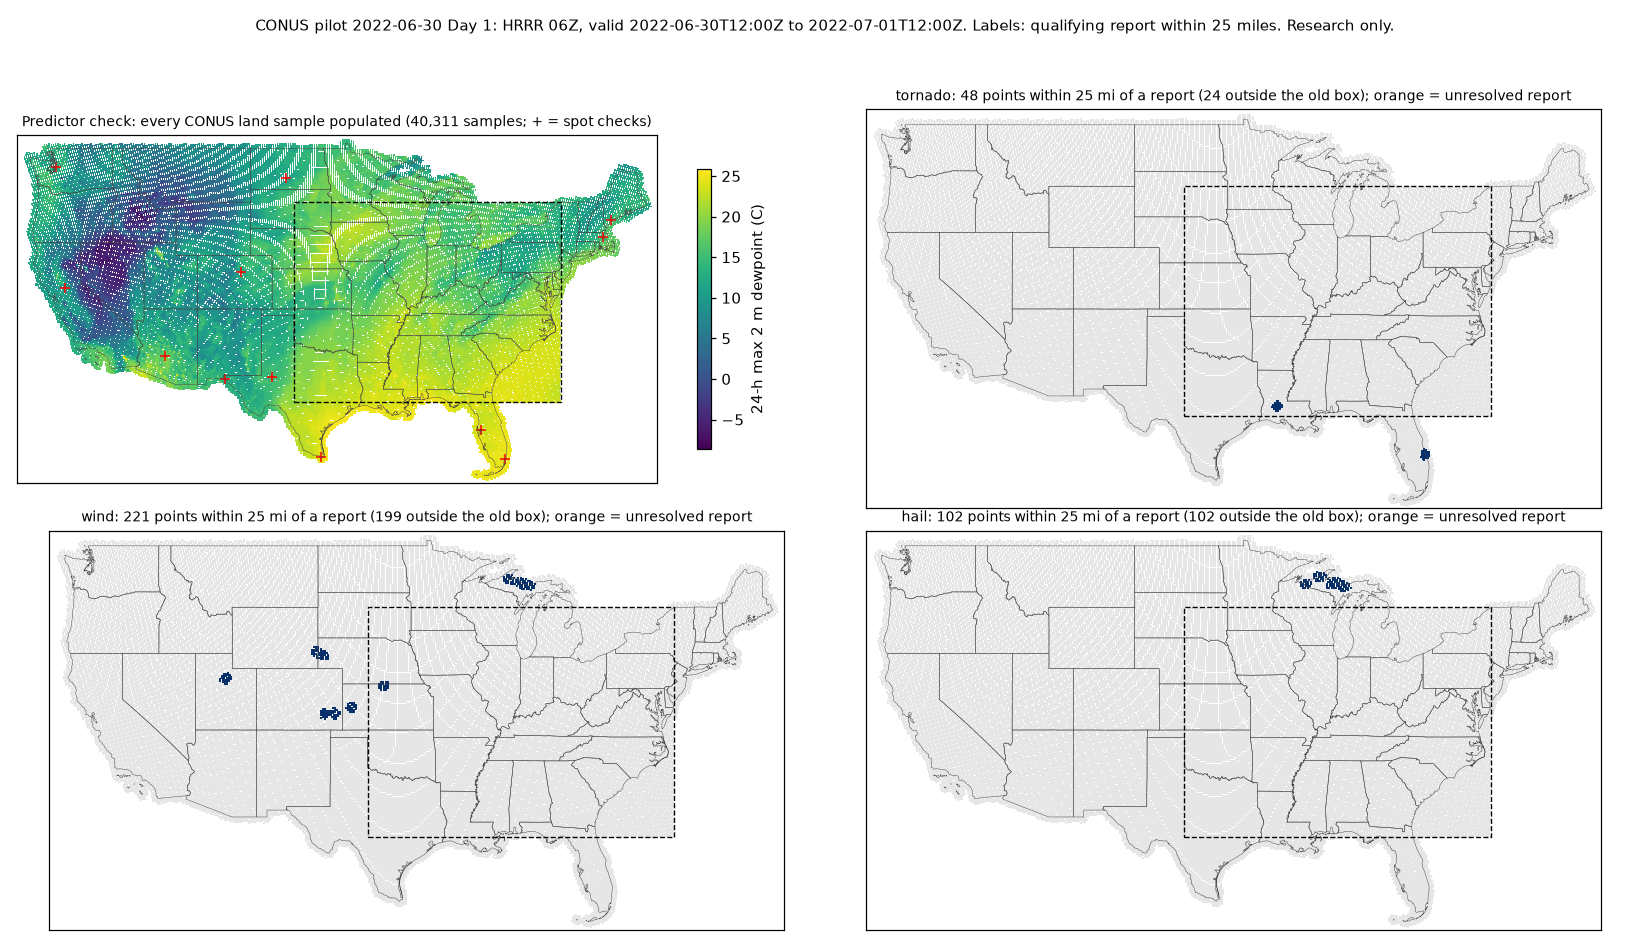 CONUS pilot 2022-06-30 Day 1: HRRR 06Z, valid 2022-06-30T12:00Z to 2022-07-01T12:00Z. Labels: qualifying report within 25 miles. Research only.
Predictor check: every CONUS land sample populated (40,311 samples; + = spot checks)
25
20
15
10
5
0
−5
24-h max 2 m dewpoint (C)
tornado: 48 points within 25 mi of a report (24 outside the old box); orange = unresolved report
wind: 221 points within 25 mi of a report (199 outside the old box); orange = unresolved report
hail: 102 points within 25 mi of a report (102 outside the old box); orange = unresolved report